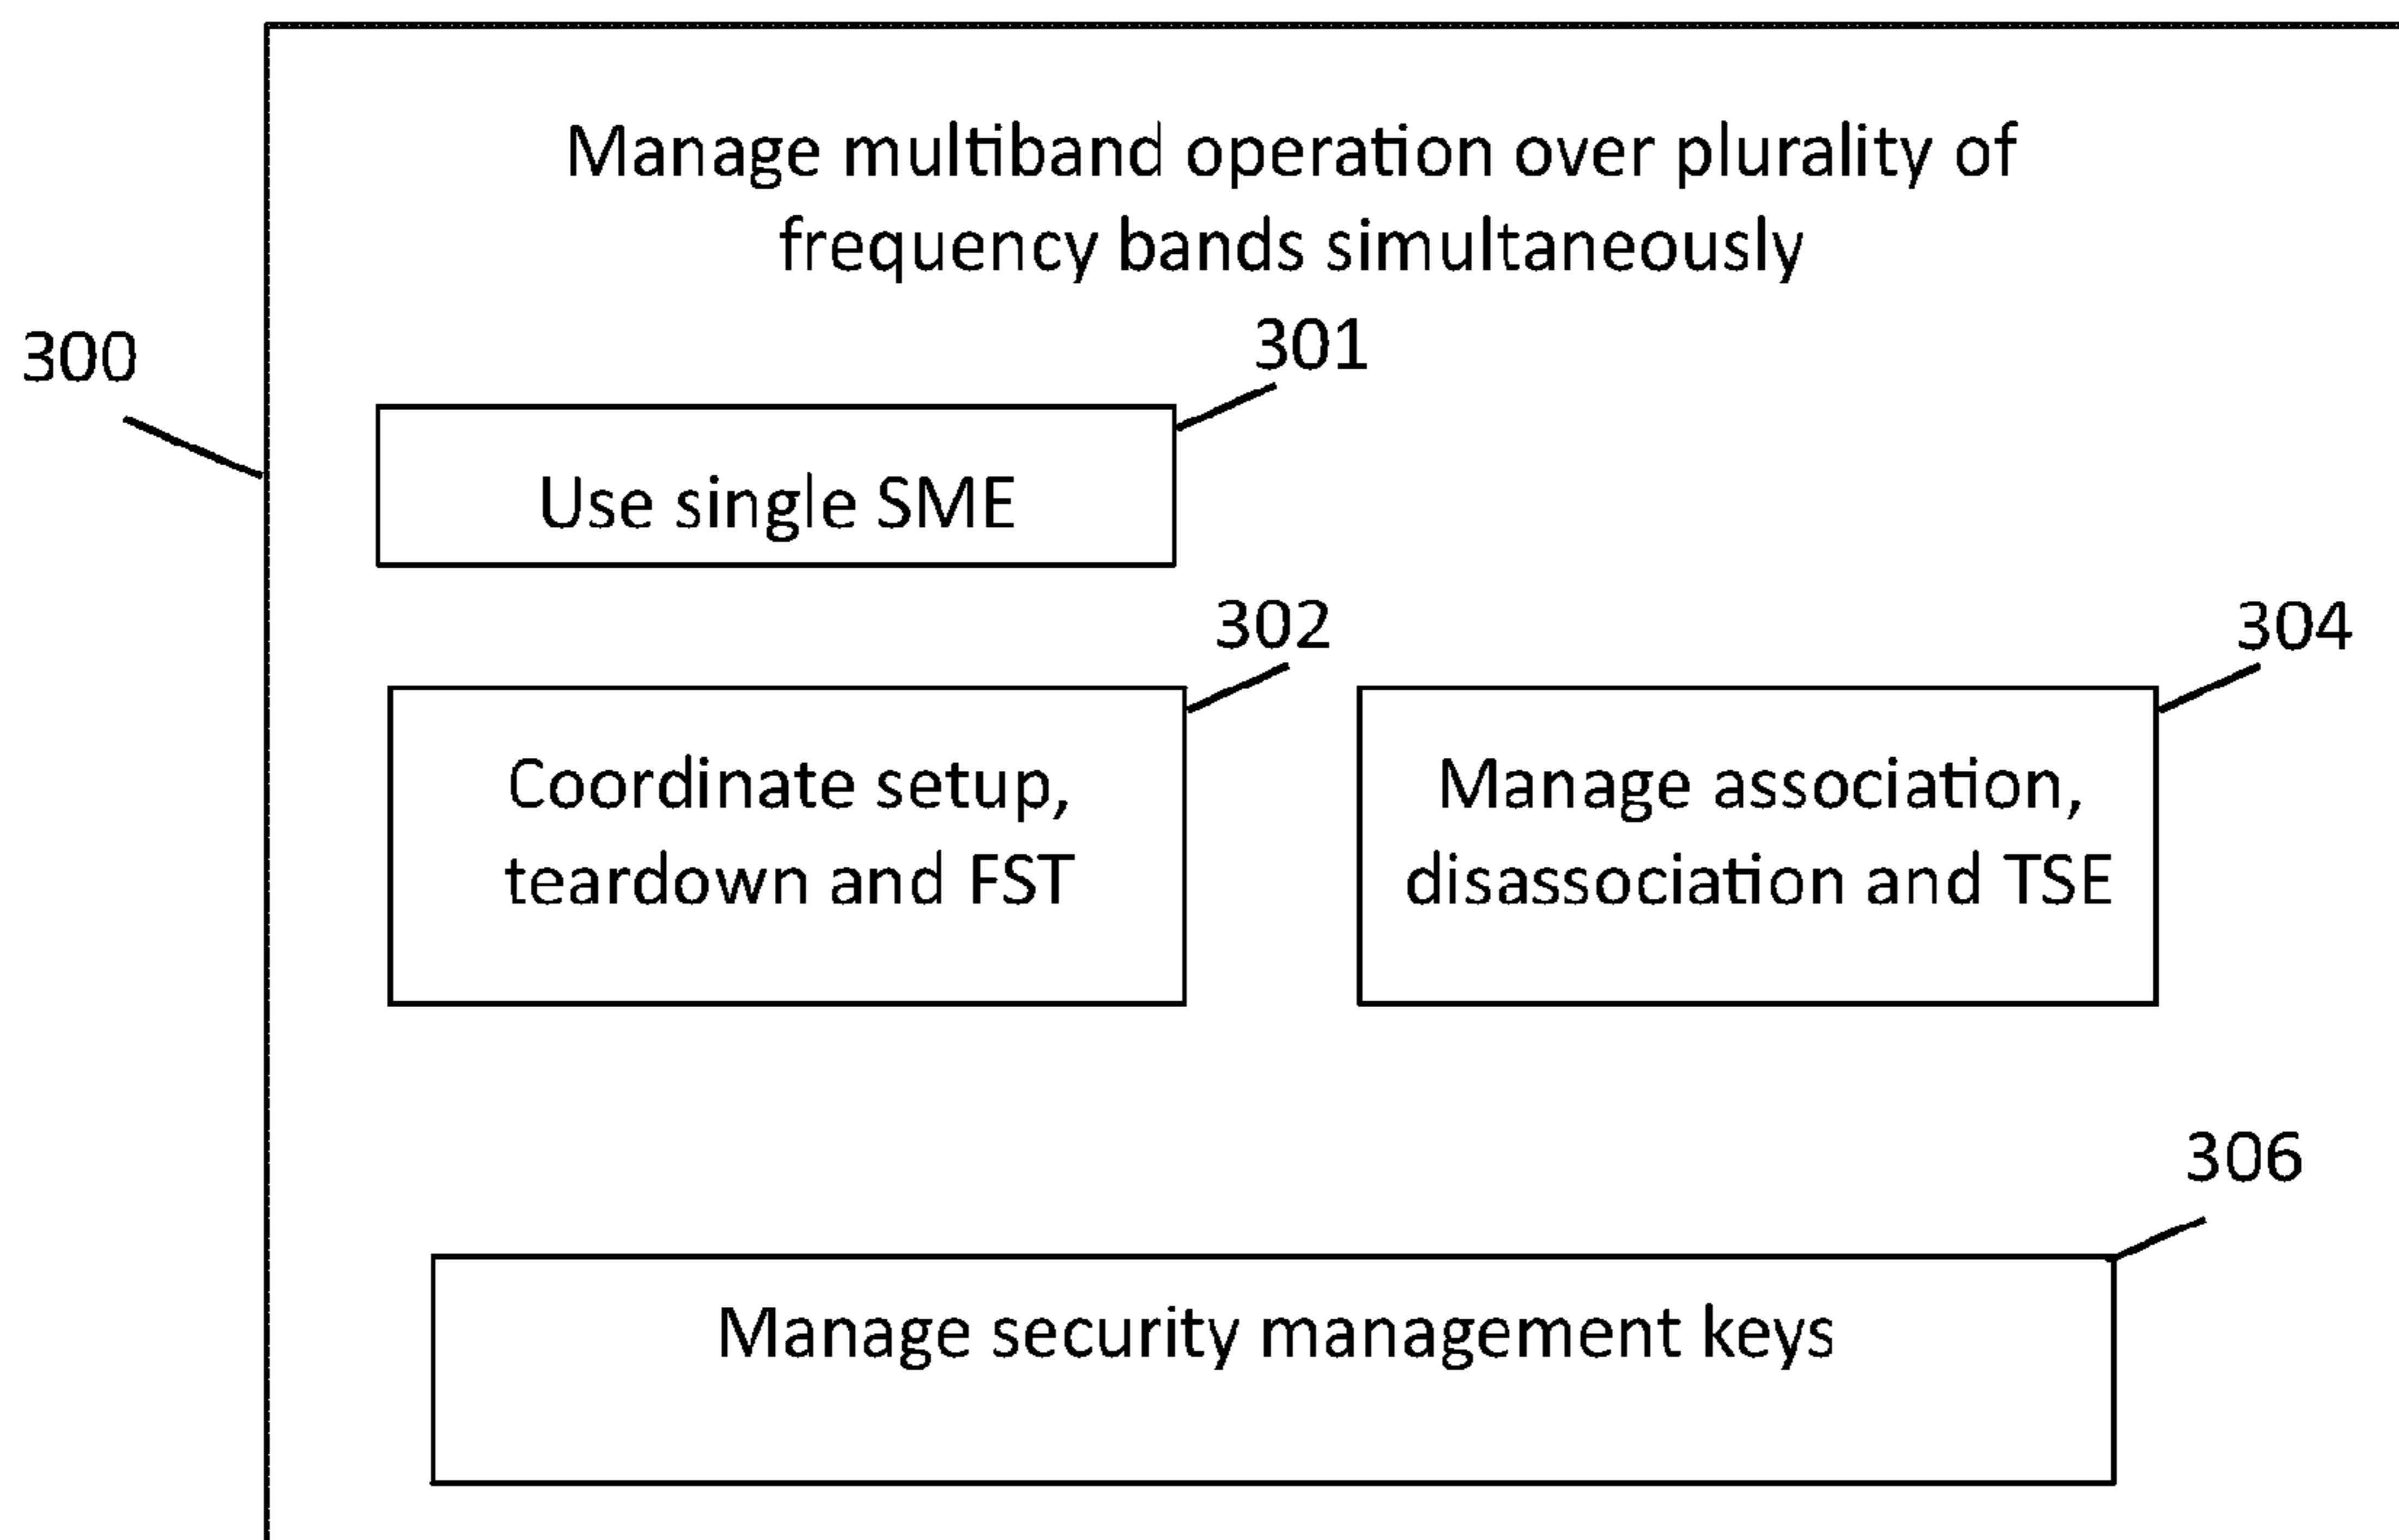 Manage multiband operation over plurality of
frequency bands simultaneously
300
301
Use single SME
302
304
Coordinate setup,
teardown and FST
Manage association,
disassociation and TSE
306
Manage security management keys